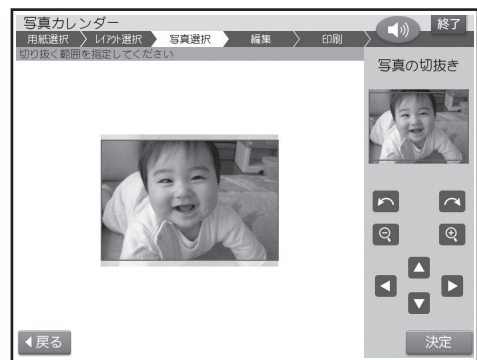 写真カレンダー
終了
用紙選択
ﾚｲｱｳﾄ選択
写真選択
編集
印刷
切り抜く範囲を指定してください
写真の切抜き
戻る
決定